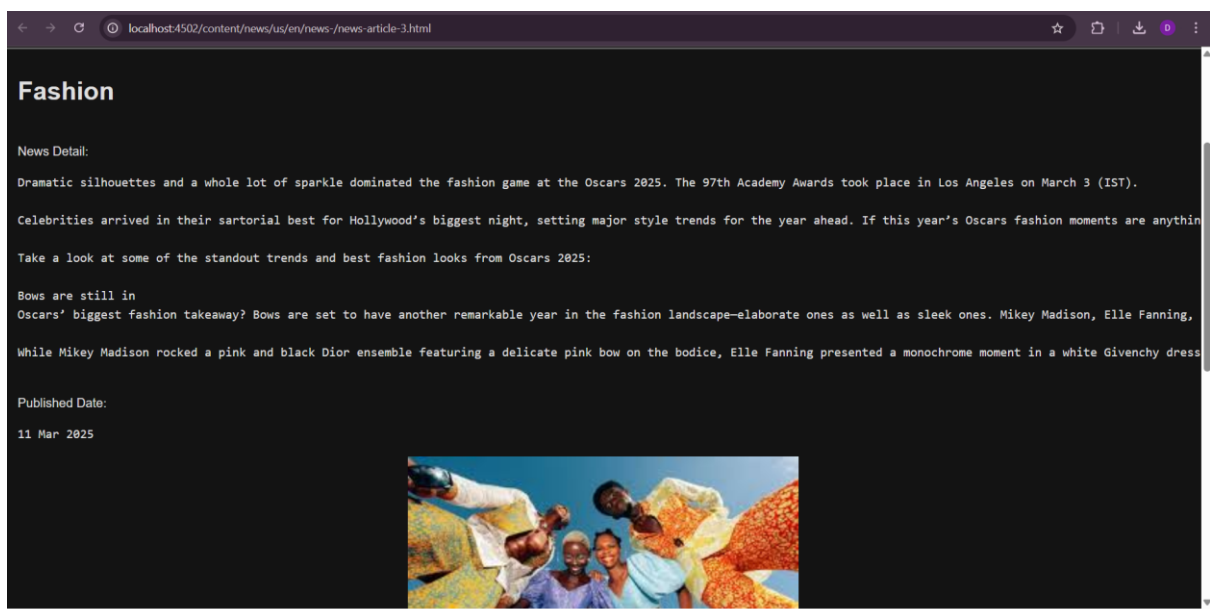 localhost:4502/content/news/us/en/news-/news-article-3.html
D
Fashion
News Detail:
Dramatic silhouettes and a whole lot of sparkle dominated the fashion game at the Oscars 2025. The 97th Academy Awards took place in Los Angeles on March 3 (IST).
Celebrities arrived in their sartorial best for Hollywood’s biggest night, setting major style trends for the year ahead. If this year’s Oscars fashion moments are anythin
Take a look at some of the standout trends and best fashion looks from Oscars 2025:
Bows are still in
Oscars’ biggest fashion takeaway? Bows are set to have another remarkable year in the fashion landscape—elaborate ones as well as sleek ones. Mikey Madison, Elle Fanning,
While Mikey Madison rocked a pink and black Dior ensemble featuring a delicate pink bow on the bodice, Elle Fanning presented a monochrome moment in a white Givenchy dress
Published Date:
11 Mar 2025